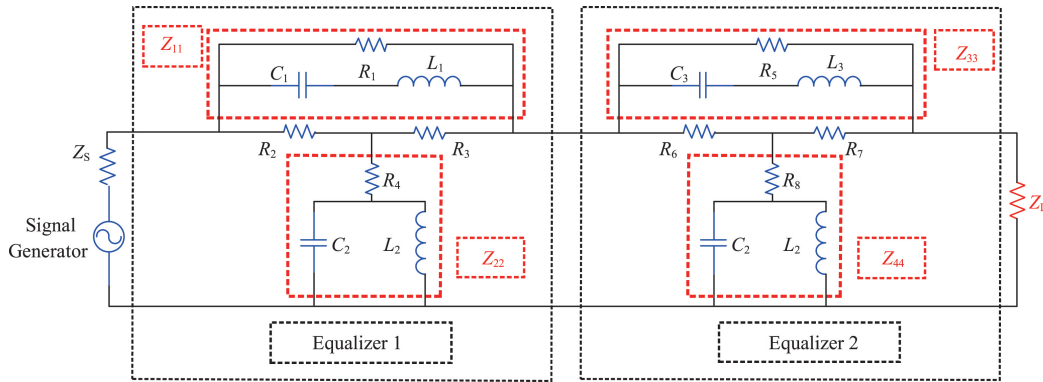 Z11
R1
C1
L1
Z33
R5
C3
L3
ZS
R2
R3
R6
R7
R4
R8
Signal
Generator
C2
L2
Z22
C2
L2
Z44
Equalizer 1
Equalizer 2